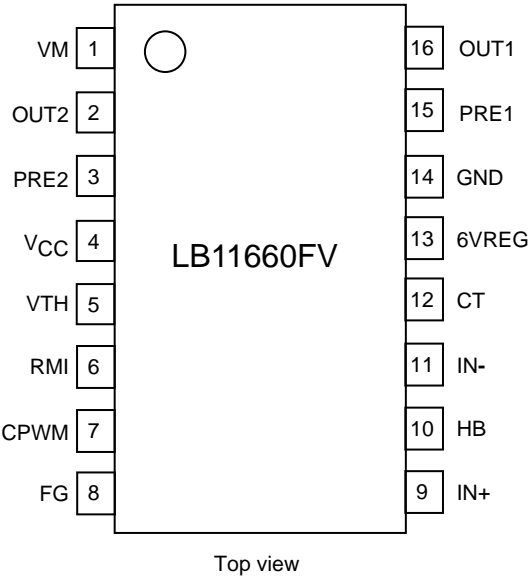 VM 1 16 OUT1
OUT2 2 15 PRE1
PRE2 3 14 GND
VCC 4 13 6VREG
LB11660FV
VTH 5 12 CT
RMI 6 11 IN-
CPWM 7 10 HB
FG 8 9 IN+
Top view